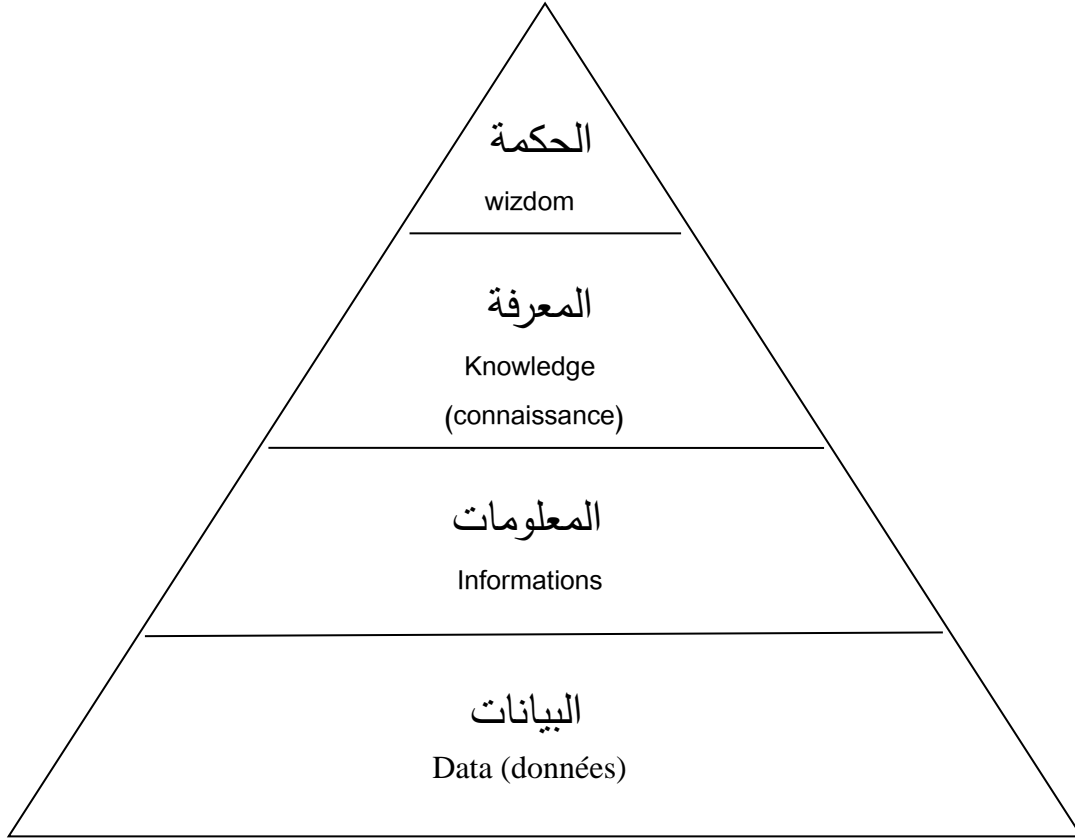 الحكمة
wizdom
المعرفة
Knowledge
(connaissance)
المعلومات
Informations
البيانات
Data (données)